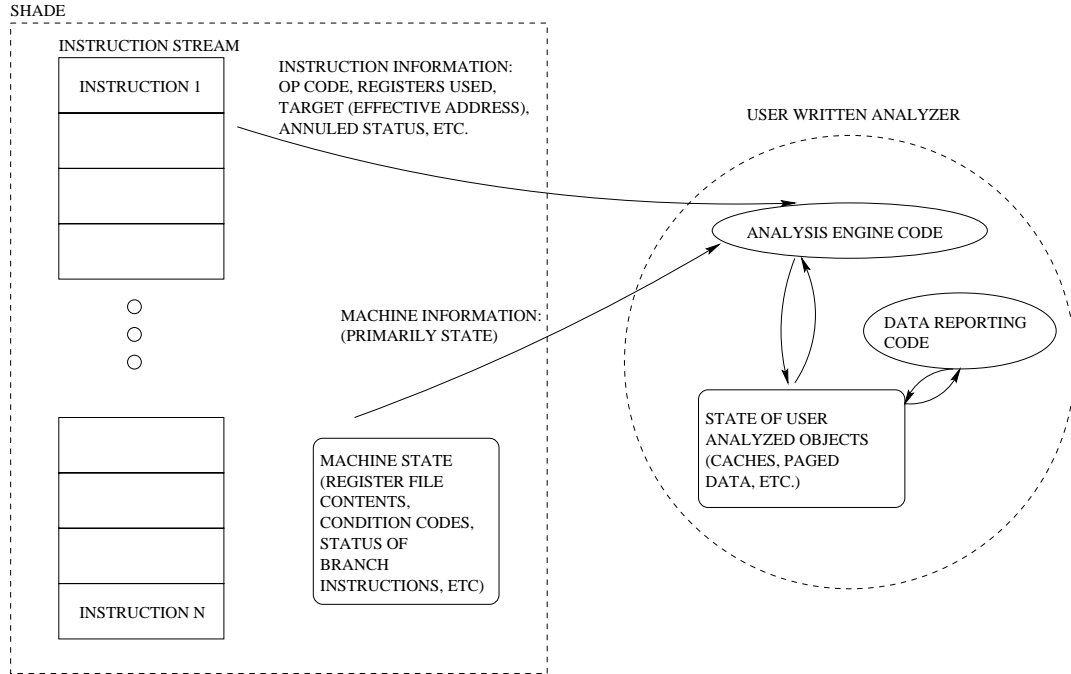 SHADE
INSTRUCTION STREAM
INSTRUCTION 1
INSTRUCTION INFORMATION:
OP CODE, REGISTERS USED,
TARGET (EFFECTIVE ADDRESS),
ANNULED STATUS, ETC.
USER WRITTEN ANALYZER
ANALYSIS ENGINE CODE
MACHINE INFORMATION:
(PRIMARILY STATE)
DATA REPORTING
CODE
STATE OF USER
ANALYZED OBJECTS
(CACHES, PAGED
DATA, ETC.)
MACHINE STATE
(REGISTER FILE
CONTENTS,
CONDITION CODES,
STATUS OF
BRANCH
INSTRUCTIONS, ETC)
INSTRUCTION N